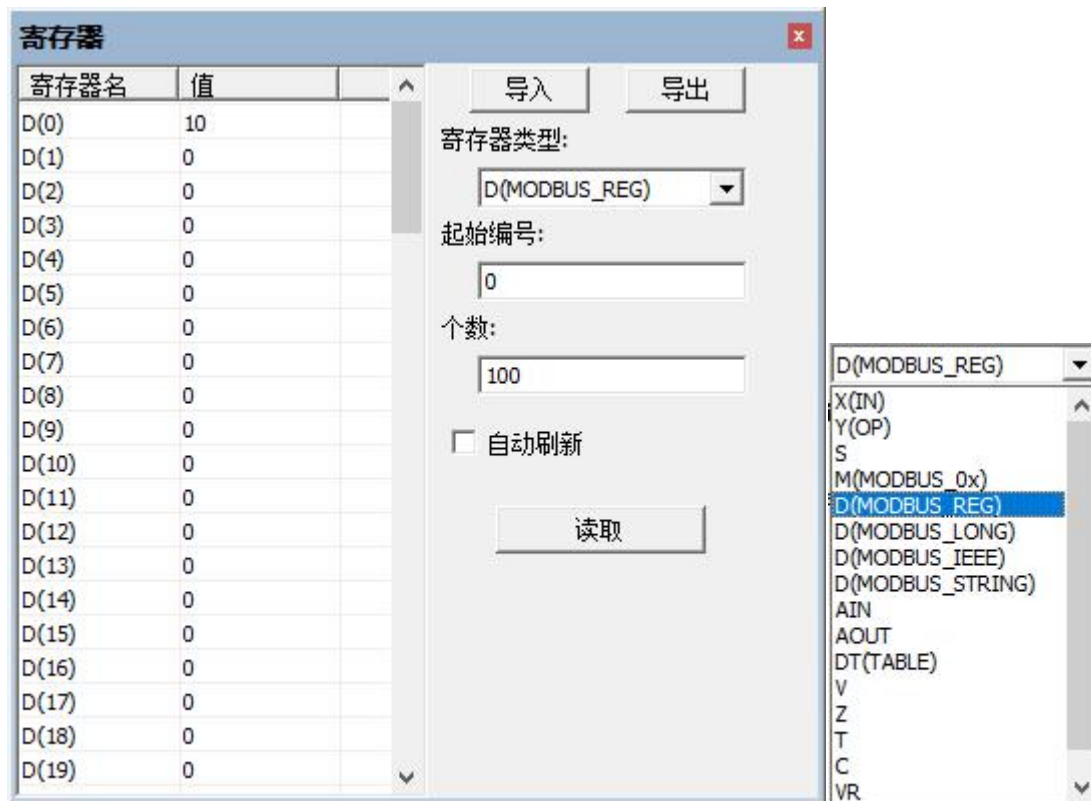 寄存器
寄存器名 值
D(0) 10
D(1) 0
D(2) 0
D(3) 0
D(4) 0
D(5) 0
D(6) 0
D(7) 0
D(8) 0
D(9) 0
D(10) 0
D(11) 0
D(12) 0
D(13) 0
D(14) 0
D(15) 0
D(16) 0
D(17) 0
D(18) 0
D(19) 0
导入 导出
寄存器类型:
D(MODBUS_REG)
起始编号:
0
个数:
100
自动刷新
读取
D(MODBUS_REG)
X(IN)
Y(OP)
S
M(MODBUS_0x)
D(MODBUS_REG)
D(MODBUS_LONG)
D(MODBUS_IEEE)
D(MODBUS_STRING)
AIN
AOUT
DT(TABLE)
V
Z
T
C
VR